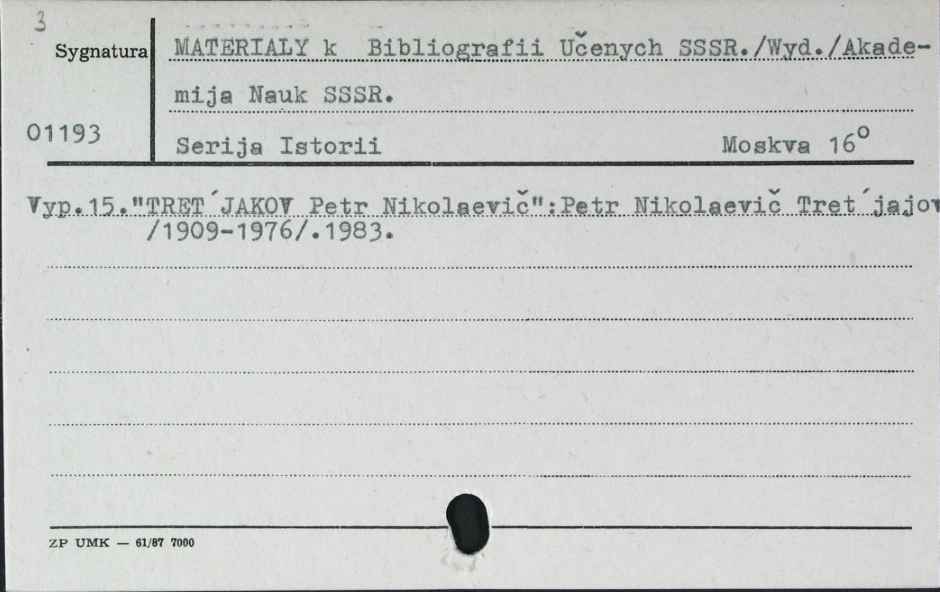 3
Sygnatura
MATERIALY k Bibliografii Učenych SSSR./Wyd./Akade-
mija Nauk SSSR.
01193
Serija Istorii Moskva 16°
Vyp.15."TRET´JAKOV Petr Nikolaevič":Petr Nikolaevič Tret´jajov
/1909-1976/.1983.
ZP UMK — 61/87 7000